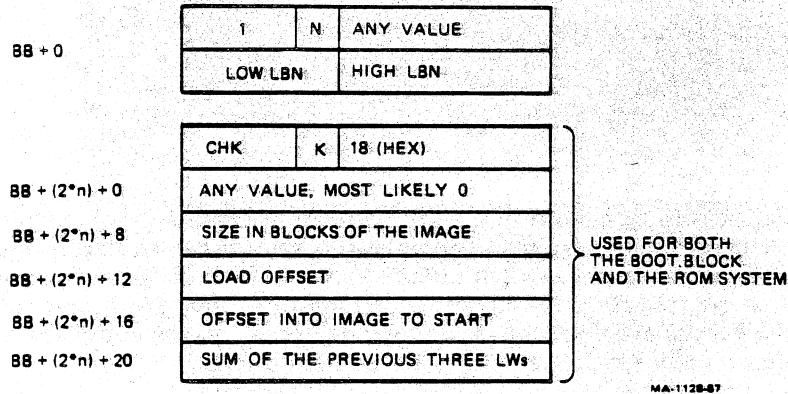 1 N ANY VALUE
BB + 0
LOW LBN HIGH LBN
CHK K 18 (HEX)
BB + (2*n) + 0 ANY VALUE, MOST LIKELY 0
BB + (2*n) + 8 SIZE IN BLOCKS OF THE IMAGE
BB + (2*n) + 12 LOAD OFFSET
BB + (2*n) + 16 OFFSET INTO IMAGE TO START
BB + (2*n) + 20 SUM OF THE PREVIOUS THREE LWs
USED FOR BOTH
THE BOOT BLOCK
AND THE ROM SYSTEM
MA-1128-87